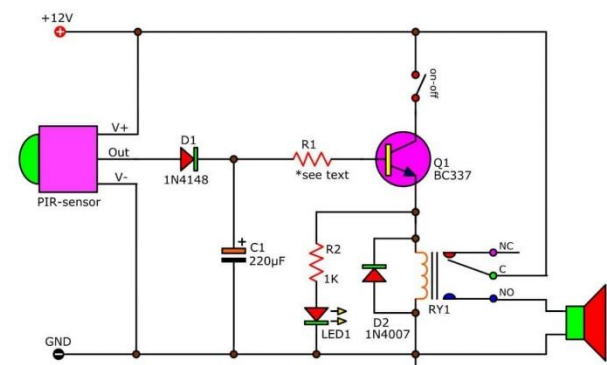 +12V
on-off
V+
D1
R1
Out
Q1
1N4148
*see text
BC337
V-
PIR-sensor
+
C1
220µF
R2
1K
NC
C
NO
RY1
D2
1N4007
LED1
GND